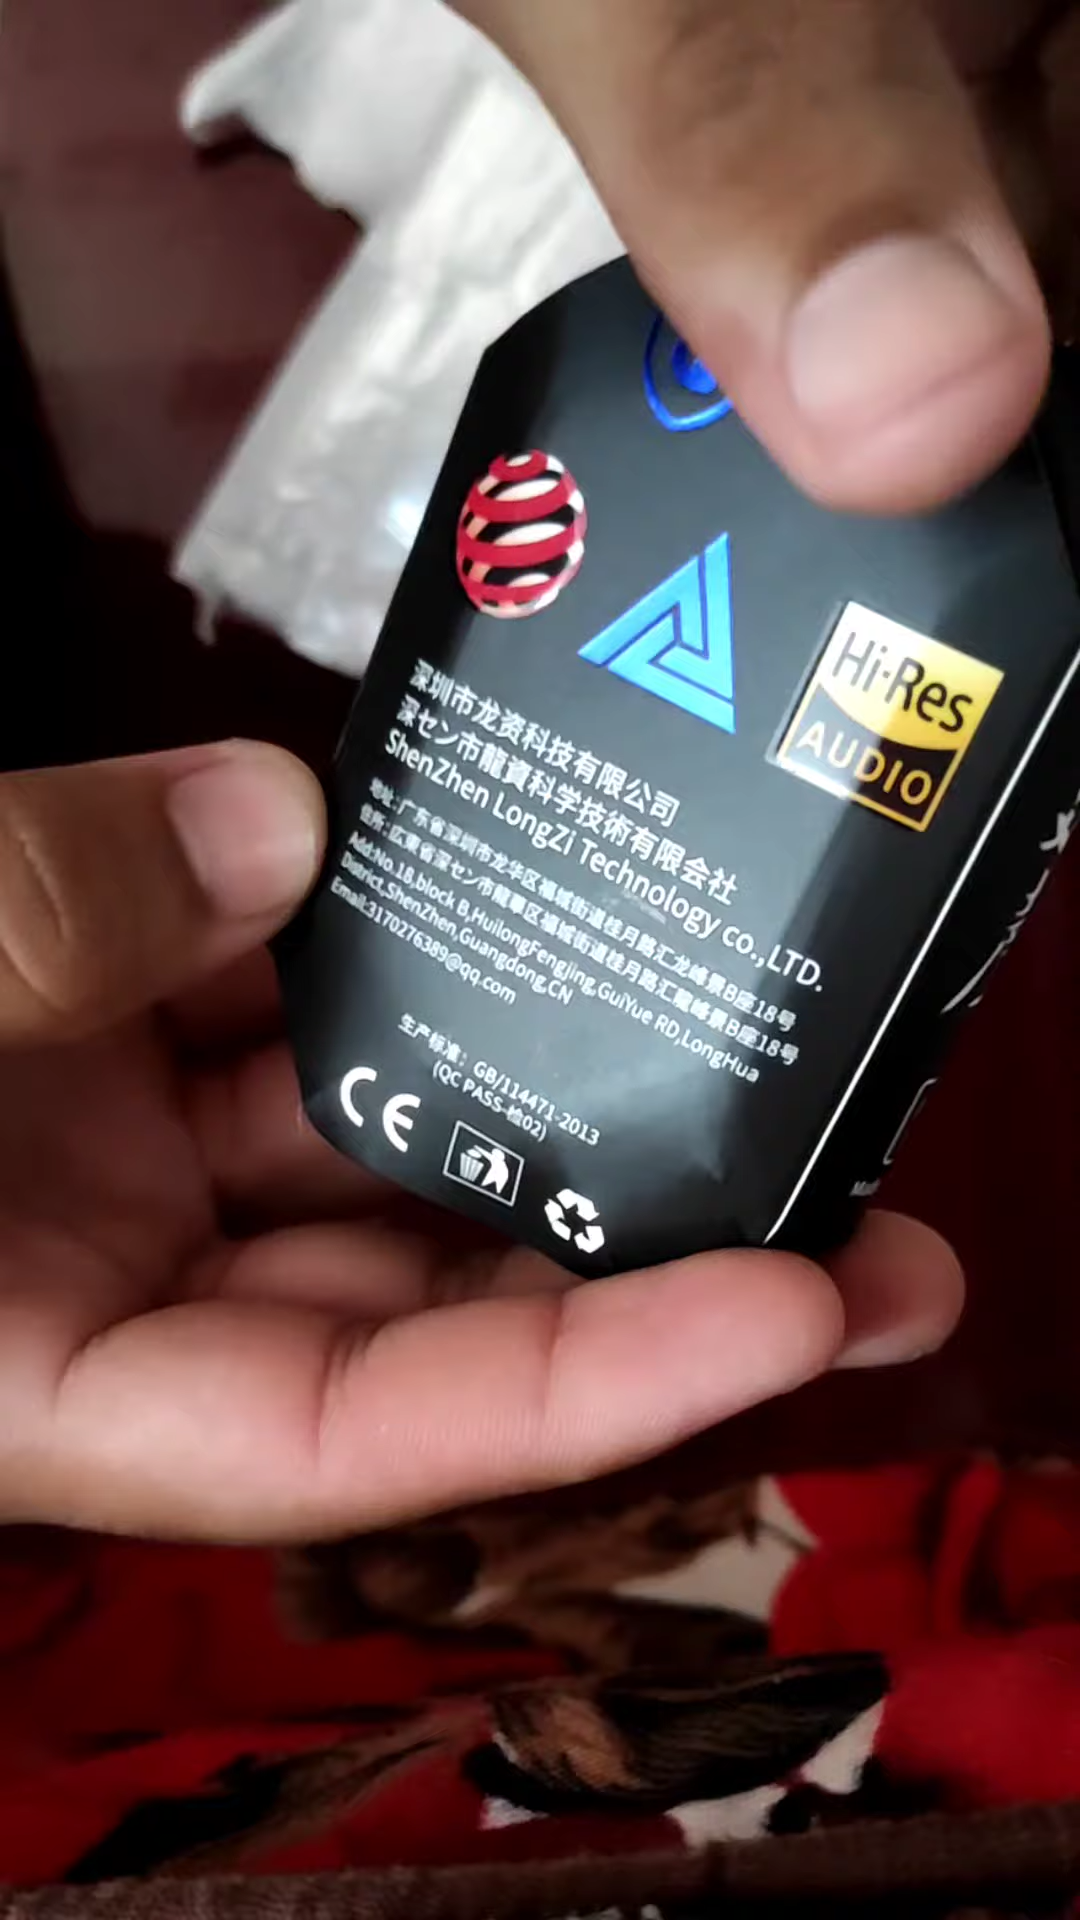 Hi-Res
AUDIO
深圳市龙资科技有限公司
深セン市龍資科学技術有限会社
ShenZhen LongZi Technology co.,LTD.
地址:广东省深圳市龙华区福城街道桂月路汇龙峰景B座18号
住所:広東省深セン市龍華区福城街道桂月路汇龍峰景B座18号
Add:No.18,block B,HuilongFengjing,GuiYue RD,LongHua
District,ShenZhen,Guangdong,CN
Email:3170276389@qq.com
生产标准：GB/114471-2013
(QC PASS-检02)
CE